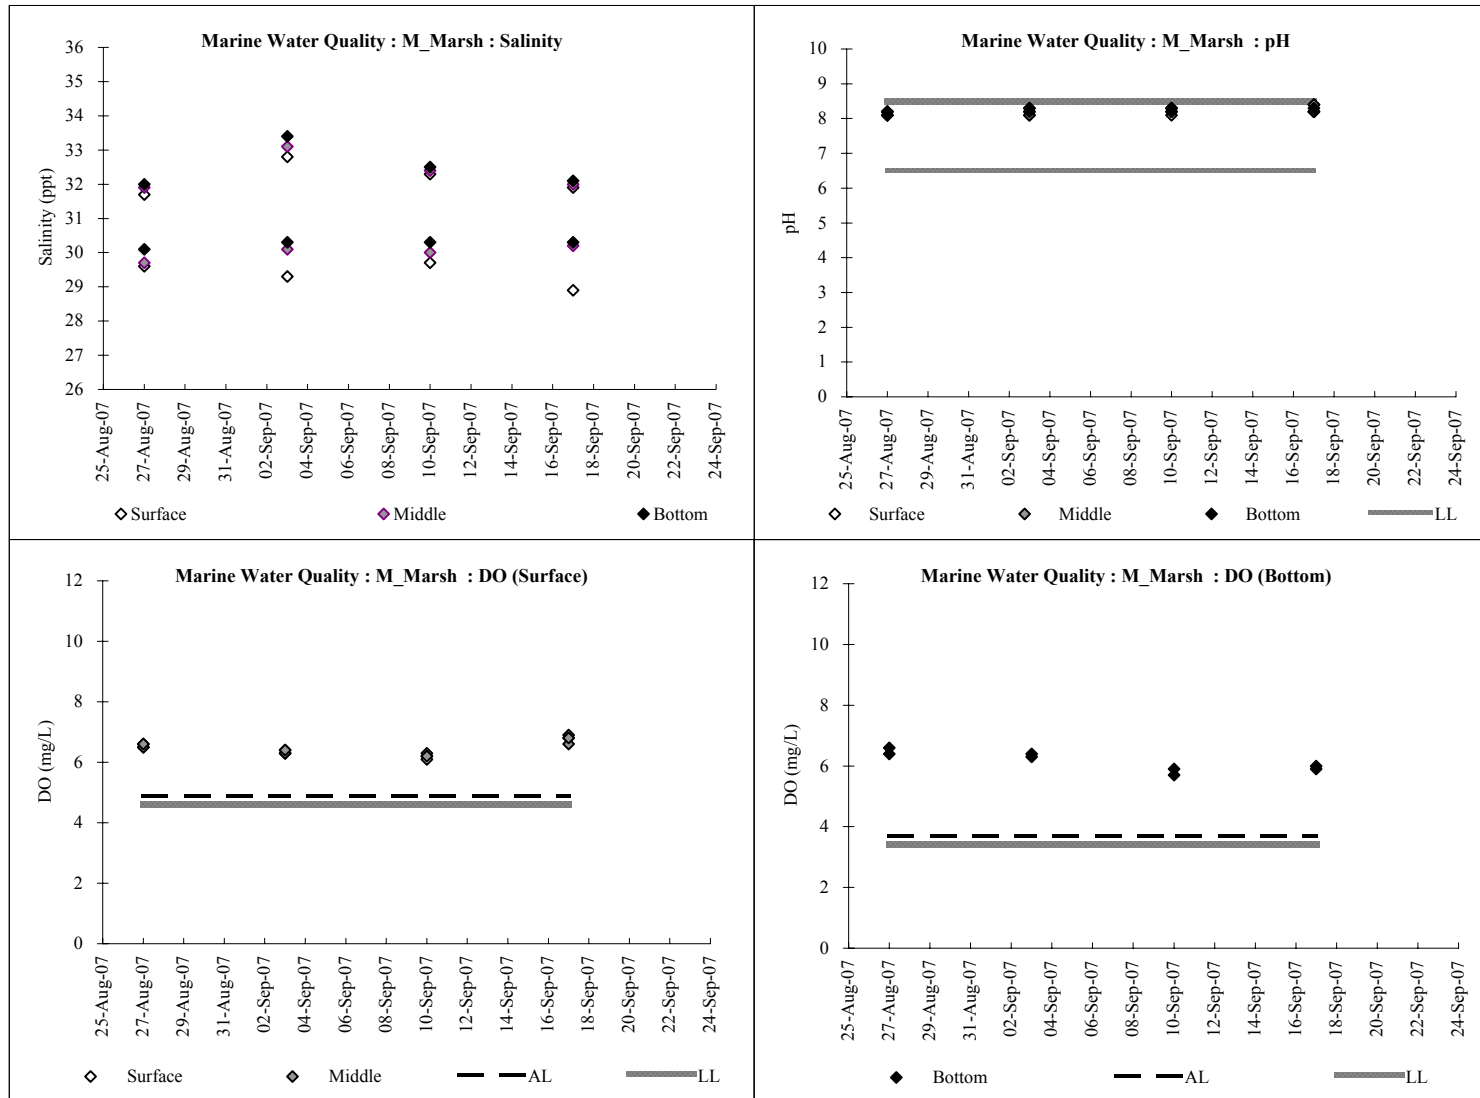 Marine Water Quality : M_Marsh : Salinity
36
35
34
33
32
31
30
29
28
27
26
Salinity (ppt)
25-Aug-07
27-Aug-07
29-Aug-07
31-Aug-07
02-Sep-07
04-Sep-07
06-Sep-07
08-Sep-07
10-Sep-07
12-Sep-07
14-Sep-07
16-Sep-07
18-Sep-07
20-Sep-07
22-Sep-07
24-Sep-07
Surface Middle Bottom
Marine Water Quality : M_Marsh : pH
10
9
8
7
6
5
4
3
2
1
0
pH
25-Aug-07
27-Aug-07
29-Aug-07
31-Aug-07
02-Sep-07
04-Sep-07
06-Sep-07
08-Sep-07
10-Sep-07
12-Sep-07
14-Sep-07
16-Sep-07
18-Sep-07
20-Sep-07
22-Sep-07
24-Sep-07
Surface Middle Bottom LL
Marine Water Quality : M_Marsh : DO (Surface)
12
10
8
6
4
2
0
DO (mg/L)
25-Aug-07
27-Aug-07
29-Aug-07
31-Aug-07
02-Sep-07
04-Sep-07
06-Sep-07
08-Sep-07
10-Sep-07
12-Sep-07
14-Sep-07
16-Sep-07
18-Sep-07
20-Sep-07
22-Sep-07
24-Sep-07
Surface Middle AL LL
Marine Water Quality : M_Marsh : DO (Bottom)
12
10
8
6
4
2
0
DO (mg/L)
25-Aug-07
27-Aug-07
29-Aug-07
31-Aug-07
02-Sep-07
04-Sep-07
06-Sep-07
08-Sep-07
10-Sep-07
12-Sep-07
14-Sep-07
16-Sep-07
18-Sep-07
20-Sep-07
22-Sep-07
24-Sep-07
Bottom AL LL